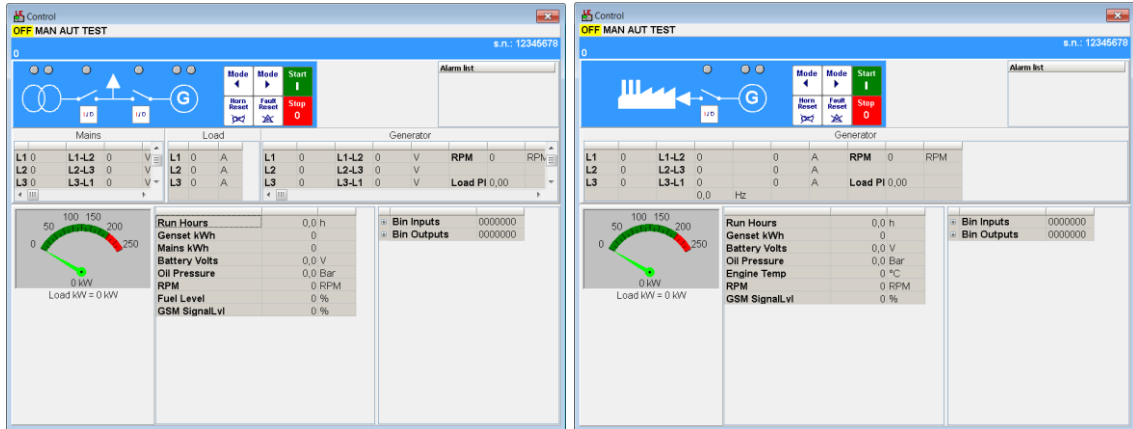 Control
OFF MAN AUT TEST
s.n.: 12345678
0
Mode Mode Start
I
Horn Reset Fault Reset Stop
0
G
I/O I/O
Alarm list
Mains Load Generator
L1 0 L1-L2 0 V L1 0 A L1 0 L1-L2 0 V RPM 0 RPM
L2 0 L2-L3 0 V L2 0 A L2 0 L2-L3 0 V
L3 0 L3-L1 0 V L3 0 A L3 0 L3-L1 0 V Load Pl 0,00
0 50 100 150 200 250
0 kW
Load kW = 0 kW
Run Hours 0,0 h
Genset kWh 0
Mains kWh 0
Battery Volts 0,0 V
Oil Pressure 0,0 Bar
RPM 0 RPM
Fuel Level 0 %
GSM SignalLvl 0 %
Bin Inputs 0000000
Bin Outputs 0000000
Control
OFF MAN AUT TEST
s.n.: 12345678
0
Mode Mode Start
I
Horn Reset Fault Reset Stop
0
G
I/O
Alarm list
Generator
L1 0 L1-L2 0 0 A RPM 0 RPM
L2 0 L2-L3 0 0 A
L3 0 L3-L1 0 0 A Load Pl 0,00
0,0 Hz
0 50 100 150 200 250
0 kW
Load kW = 0 kW
Run Hours 0,0 h
Genset kWh 0
Battery Volts 0,0 V
Oil Pressure 0,0 Bar
Engine Temp 0 °C
RPM 0 RPM
GSM SignalLvl 0 %
Bin Inputs 0000000
Bin Outputs 0000000